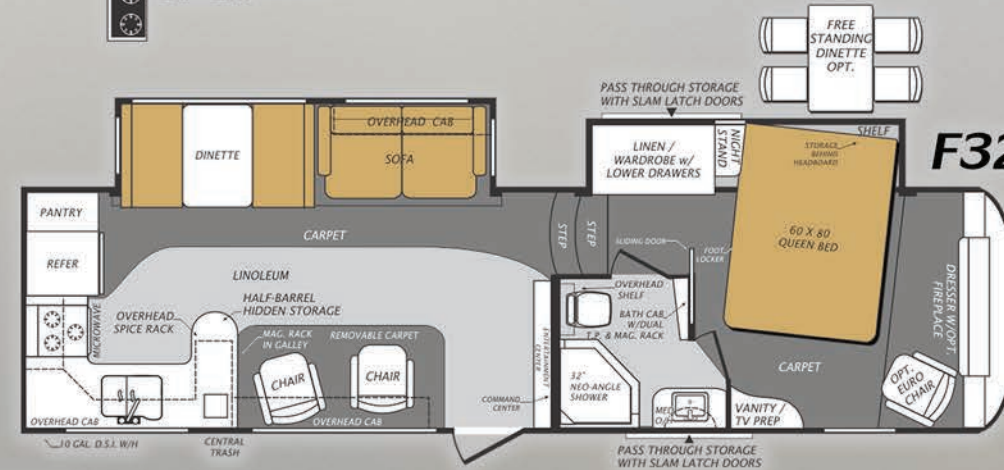 FREE
STANDING
DINETTE
OPT.
PASS THROUGH STORAGE
WITH SLAM LATCH DOORS
F32
OVERHEAD CAB
SOFA
DINETTE
LINEN /
WARDROBE w/
LOWER DRAWERS
NIGHT
STAND
SHELF
STORAGE
BEHIND
HEADBOARD
PANTRY
REFER
CARPET
STEP
STEP
SLIDING DOOR
FOOT
LOCKER
60 X 80
QUEEN BED
DRESSER W/OPT.
FIREPLACE
LINOLEUM
MICROWAVE
OVERHEAD
SPICE RACK
HALF-BARREL
HIDDEN STORAGE
MAG. RACK
IN GALLEY
REMOVABLE CARPET
CHAIR
CHAIR
ENTERTAINMENT
CENTER
COMMAND
CENTER
OVERHEAD
SHELF
BATH CAB
W/DUAL
T.P. & MAG. RACK
32"
NEO-ANGLE
SHOWER
CARPET
OPT.
EURO
CHAIR
VANITY /
TV PREP
OVERHEAD CAB
OVERHEAD CAB
10 GAL. D.S.I. W/H
CENTRAL
TRASH
PASS THROUGH STORAGE
WITH SLAM LATCH DOORS